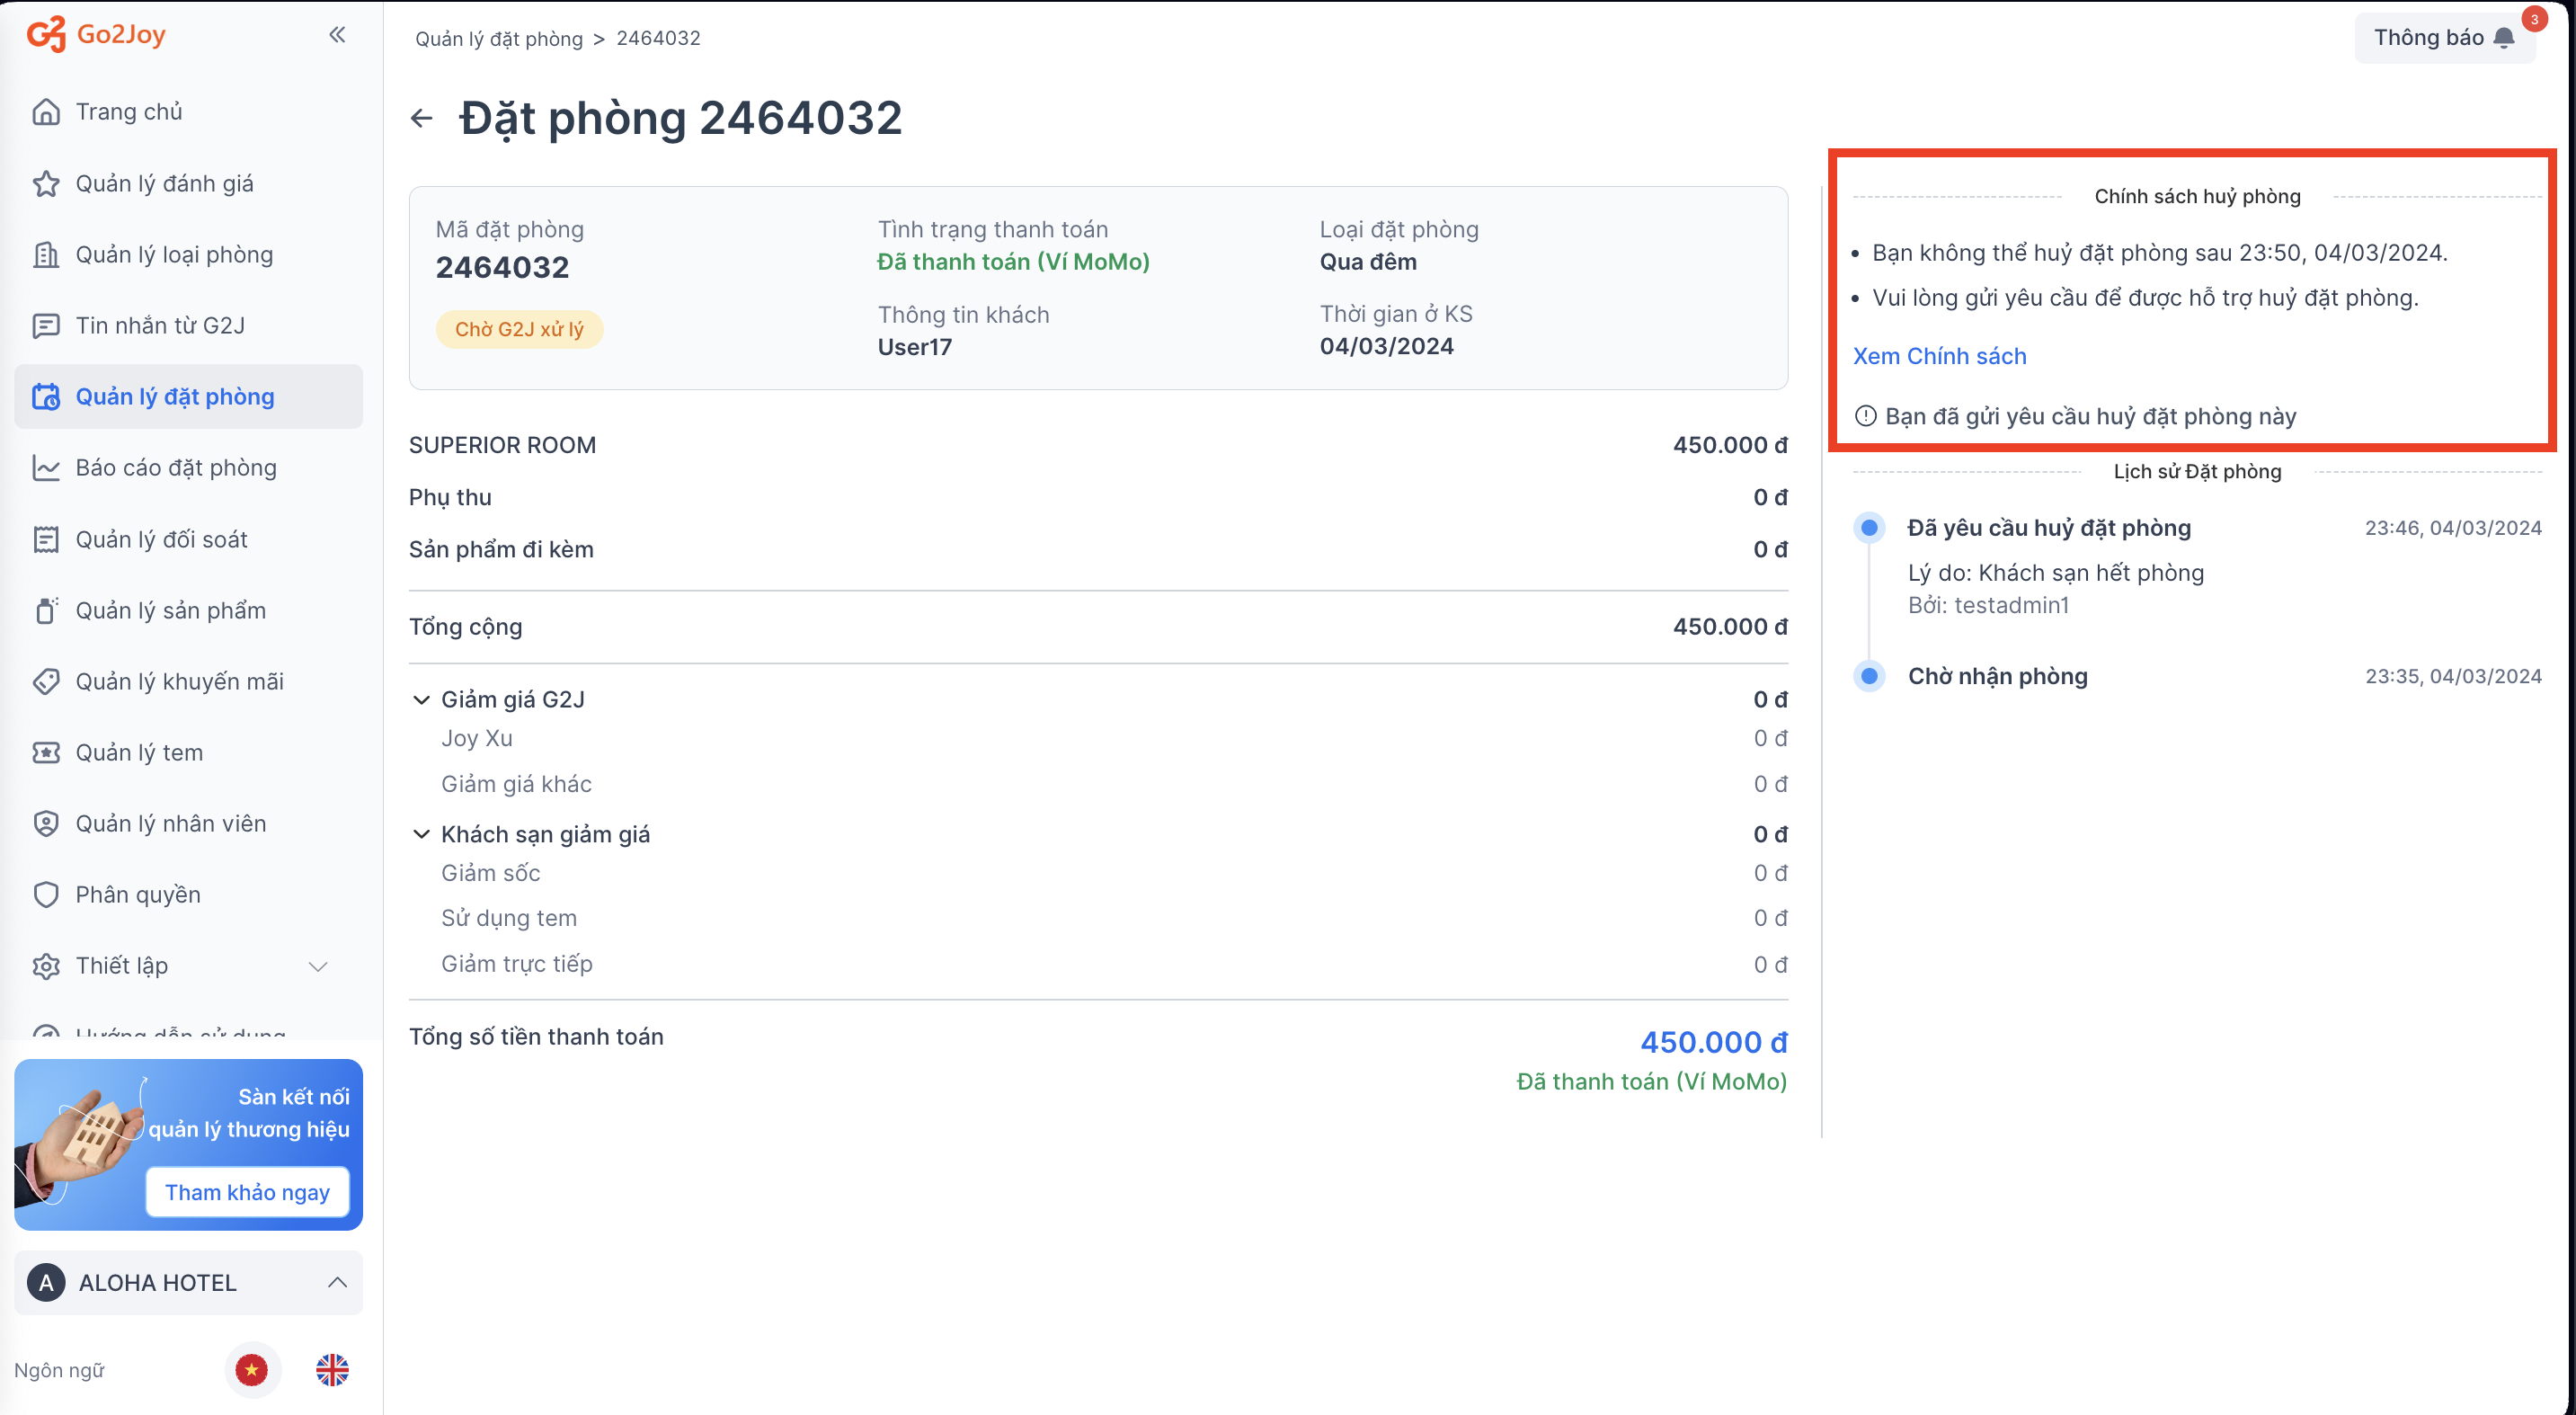 Go2Joy
Trang chủ
Quản lý đánh giá
Quản lý loại phòng
Tin nhắn từ G2J
Quản lý đặt phòng
Báo cáo đặt phòng
Quản lý đối soát
Quản lý sản phẩm
Quản lý khuyến mãi
Quản lý tem
Quản lý nhân viên
Phân quyền
Thiết lập
Hướng dẫn sử dụng
Sàn kết nối
quản lý thương hiệu
Tham khảo ngay
A ALOHA HOTEL
Ngôn ngữ
Quản lý đặt phòng > 2464032
Thông báo 3
Đặt phòng 2464032
Mã đặt phòng
2464032
Chờ G2J xử lý
Tình trạng thanh toán
Đã thanh toán (Ví MoMo)
Thông tin khách
User17
Loại đặt phòng
Qua đêm
Thời gian ở KS
04/03/2024
SUPERIOR ROOM 450.000 đ
Phụ thu 0 đ
Sản phẩm đi kèm 0 đ
Tổng cộng 450.000 đ
Giảm giá G2J 0 đ
Joy Xu 0 đ
Giảm giá khác 0 đ
Khách sạn giảm giá 0 đ
Giảm sốc 0 đ
Sử dụng tem 0 đ
Giảm trực tiếp 0 đ
Tổng số tiền thanh toán 450.000 đ
Đã thanh toán (Ví MoMo)
Chính sách huỷ phòng
• Bạn không thể huỷ đặt phòng sau 23:50, 04/03/2024.
• Vui lòng gửi yêu cầu để được hỗ trợ huỷ đặt phòng.
Xem Chính sách
Bạn đã gửi yêu cầu huỷ đặt phòng này
Lịch sử Đặt phòng
Đã yêu cầu huỷ đặt phòng 23:46, 04/03/2024
Lý do: Khách sạn hết phòng
Bởi: testadmin1
Chờ nhận phòng 23:35, 04/03/2024